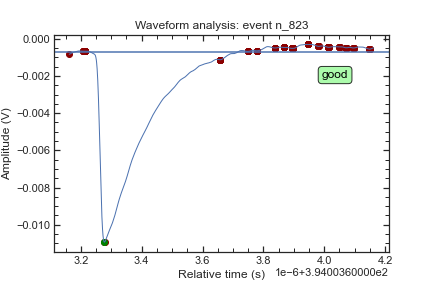 Waveform analysis: event n_823
0.000
−0.002
−0.004
−0.006
−0.008
−0.010
Amplitude (V)
good
3.2
3.4
3.6
3.8
4.0
4.2
1e−6+3.9400360000e2
Relative time (s)